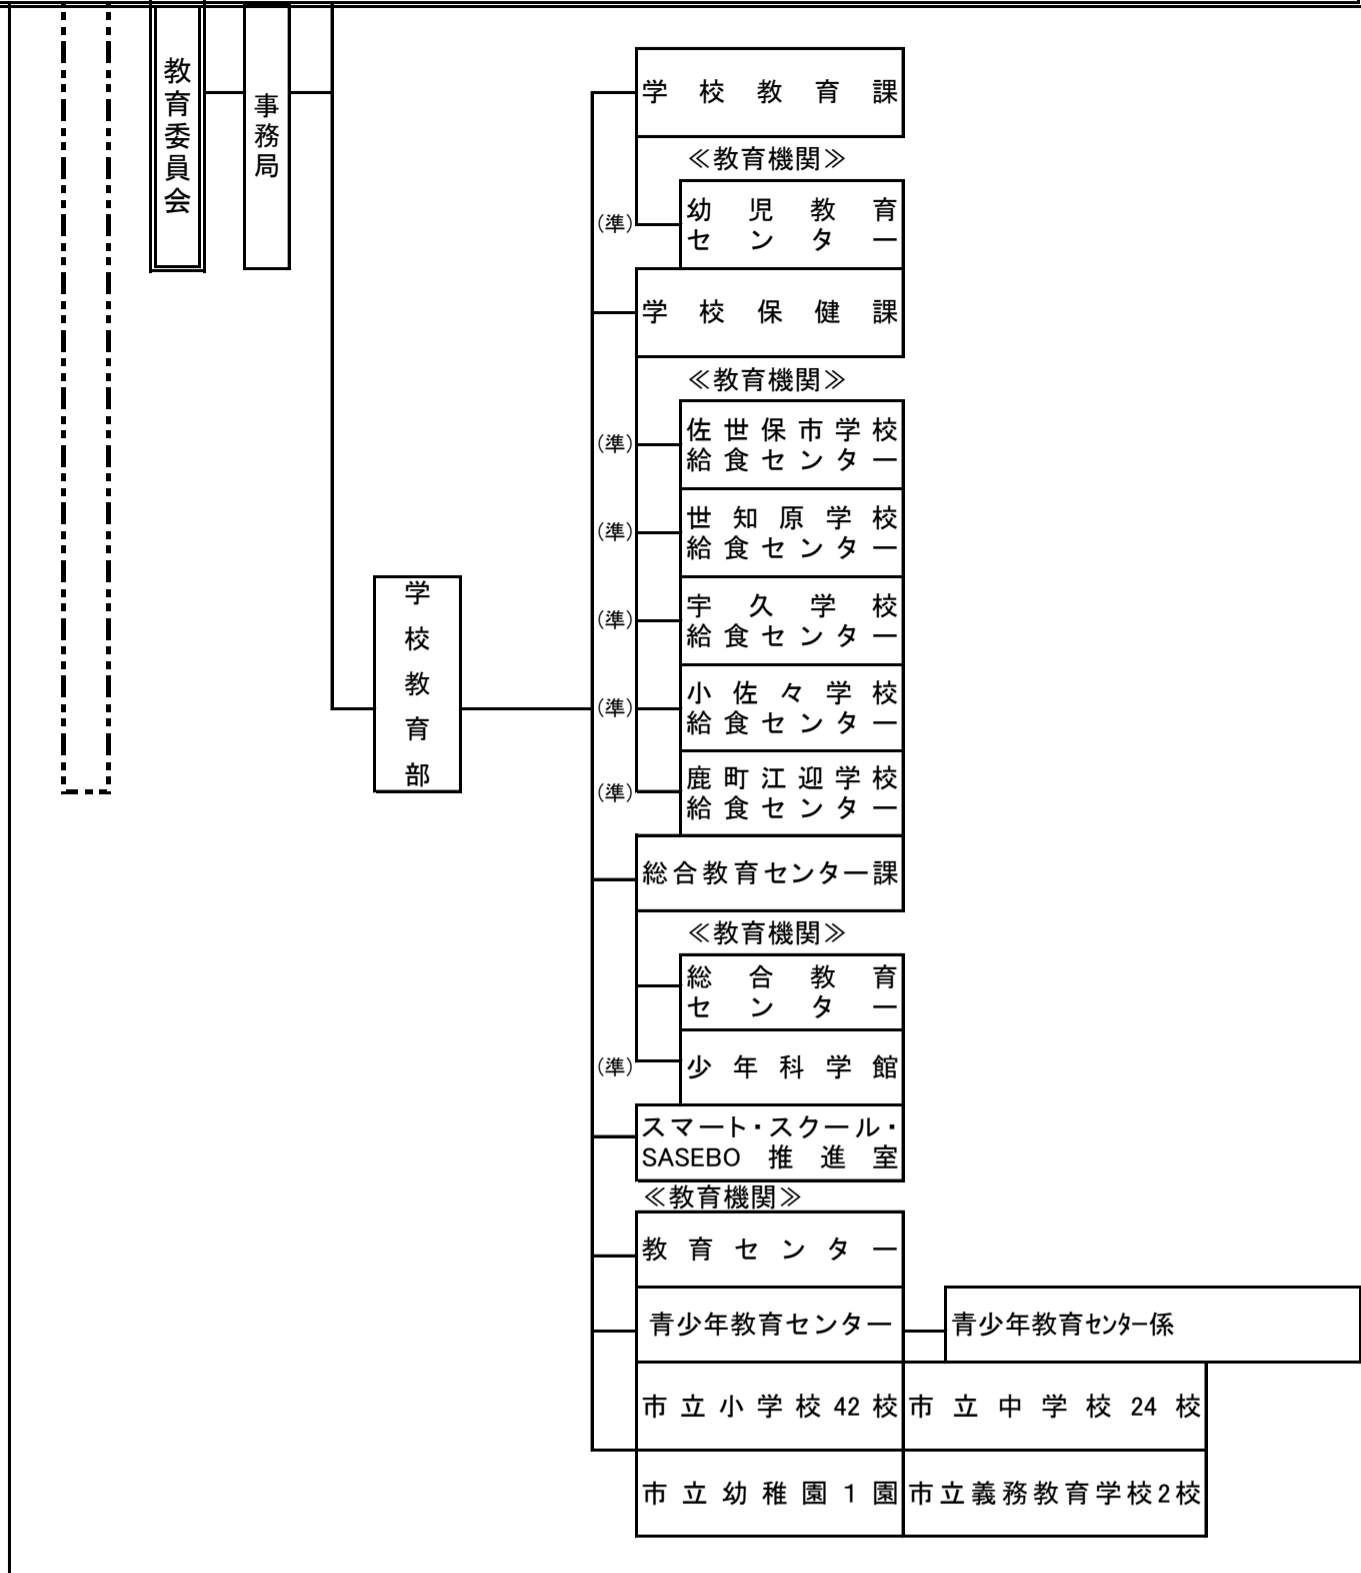 教育委員会
事務局
学校教育部
学校教育課
≪教育機関≫
(準)
幼児教育
センター
学校保健課
≪教育機関≫
(準)
佐世保市学校
給食センター
(準)
世知原学校
給食センター
(準)
宇久学校
給食センター
(準)
小佐々学校
給食センター
(準)
鹿町江迎学校
給食センター
総合教育センター課
≪教育機関≫
総合教育
センター
(準)
少年科学館
スマート・スクール・
SASEBO推進室
≪教育機関≫
教育センター
青少年教育センター
青少年教育ｾﾝﾀｰ係
市立小学校42校
市立中学校24校
市立幼稚園1園
市立義務教育学校2校